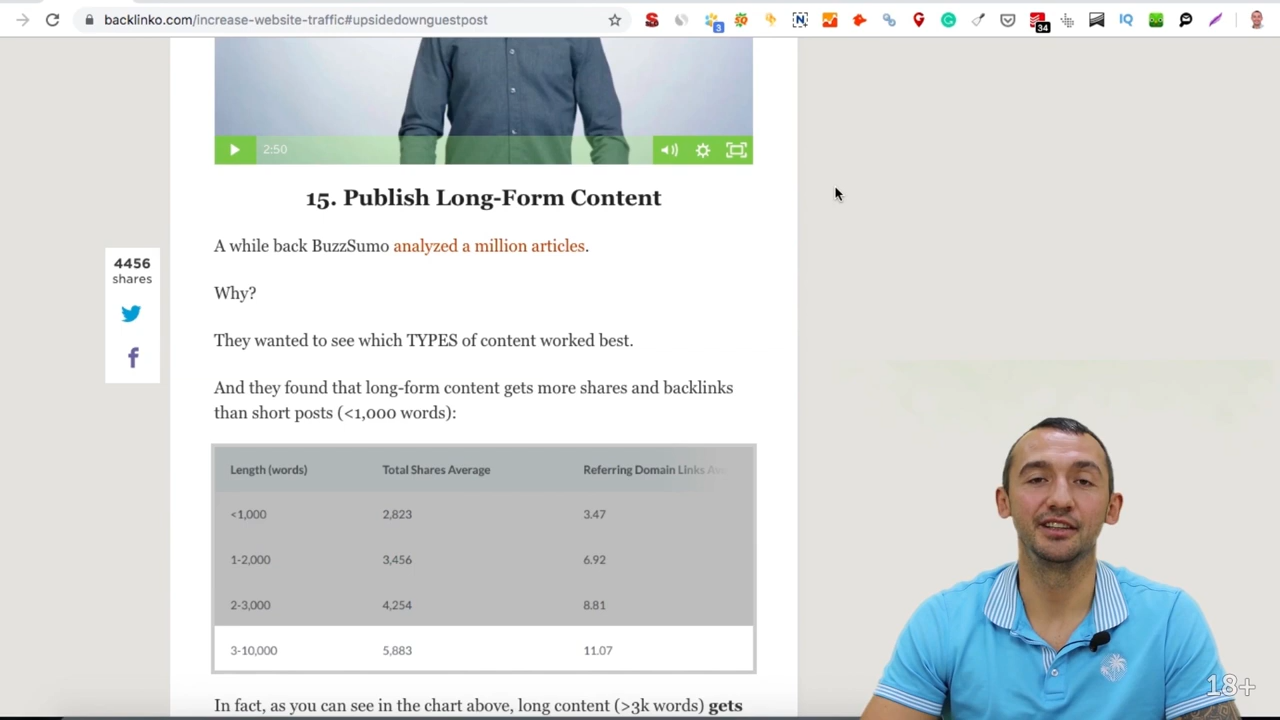 backlinko.com/increase-website-traffic#upsidedownguestpost
3
34
2:50
15. Publish Long-Form Content
A while back BuzzSumo analyzed a million articles.
4456
shares
Why?
They wanted to see which TYPES of content worked best.
And they found that long-form content gets more shares and backlinks
than short posts (<1,000 words):
Length (words) Total Shares Average Referring Domain Links
<1,000 2,823 3.47
1-2,000 3,456 6.92
2-3,000 4,254 8.81
3-10,000 5,883 11.07
In fact, as you can see in the chart above, long content (>3k words) gets
18+